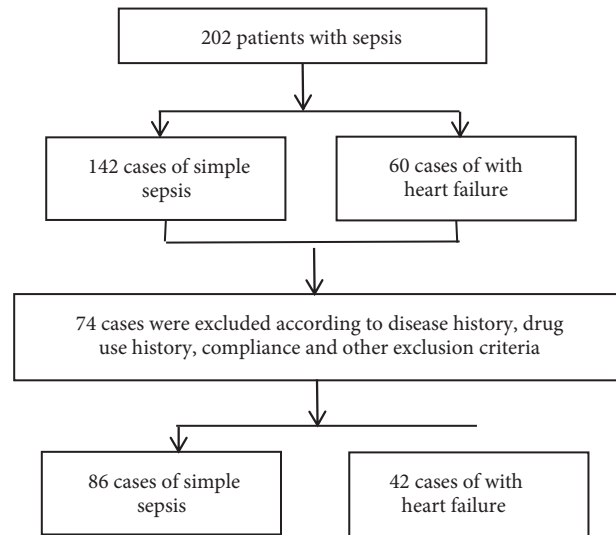 202 patients with sepsis
142 cases of simple
sepsis
60 cases of with
heart failure
74 cases were excluded according to disease history, drug
use history, compliance and other exclusion criteria
86 cases of simple
sepsis
42 cases of with
heart failure